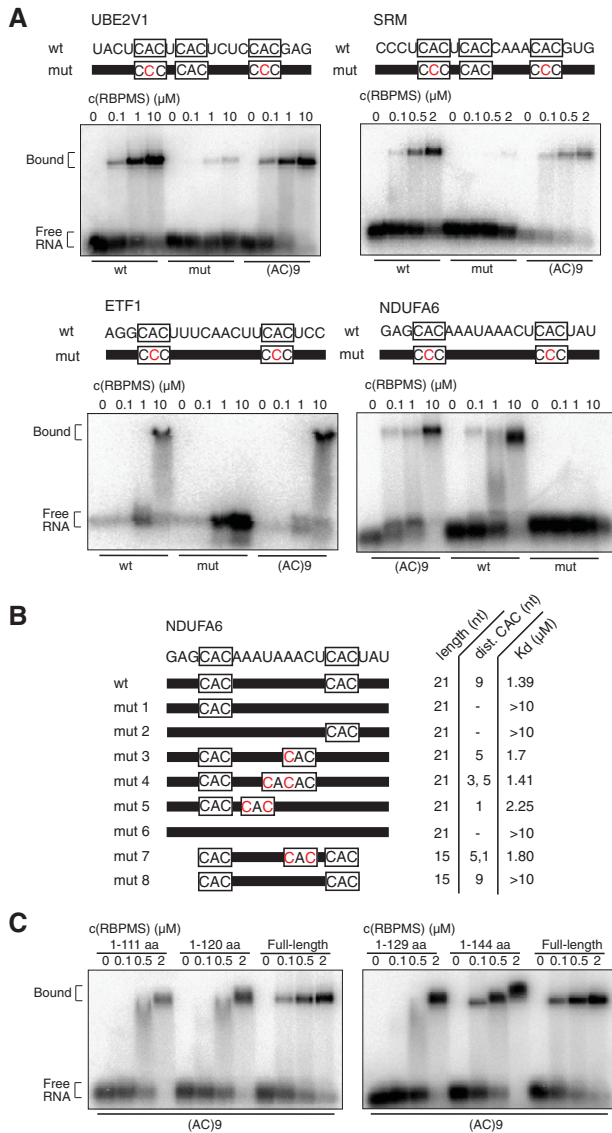 A
UBE2V1
wt UACUCACUCACUCUCCACGAG
mut CCC CAC CCC
c(RBPMS) (µM)
0 0.1 1 10 0 0.1 1 10 0 0.1 1 10
Bound
Free
RNA
wt mut (AC)9
SRM
wt CCCUCACUCACCAAACACGUG
mut CCC CAC CCC
c(RBPMS) (µM)
0 0.1 0.5 2 0 0.1 0.5 2 0 0.1 0.5 2
wt mut (AC)9
ETF1
wt AGGCACUUUCAACUUCACUCC
mut CCC CCC
c(RBPMS) (µM)
0 0.1 1 10 0 0.1 1 10 0 0.1 1 10
Bound
Free
RNA
wt mut (AC)9
NDUFA6
wt GAGCACAAAUAAACUCACUAU
mut CCC CCC
c(RBPMS) (µM)
0 0.1 1 10 0 0.1 1 10 0 0.1 1 10
(AC)9 wt mut
B
NDUFA6
length (nt) dist. CAC (nt) Kd (µM)
GAGCACAAAUAAACUCACUAU
wt CAC CAC 21 9 1.39
mut 1 CAC 21 - >10
mut 2 CAC 21 - >10
mut 3 CAC CAC 21 5 1.7
mut 4 CAC CACAC 21 3, 5 1.41
mut 5 CAC CAC 21 1 2.25
mut 6 21 - >10
mut 7 CAC CAC CAC 15 5,1 1.80
mut 8 CAC CAC 15 9 >10
C
c(RBPMS) (µM)
1-111 aa 1-120 aa Full-length
0 0.1 0.5 2 0 0.1 0.5 2 0 0.1 0.5 2
Bound
Free
RNA
(AC)9
c(RBPMS) (µM)
1-129 aa 1-144 aa Full-length
0 0.1 0.5 2 0 0.1 0.5 2 0 0.1 0.5 2
(AC)9